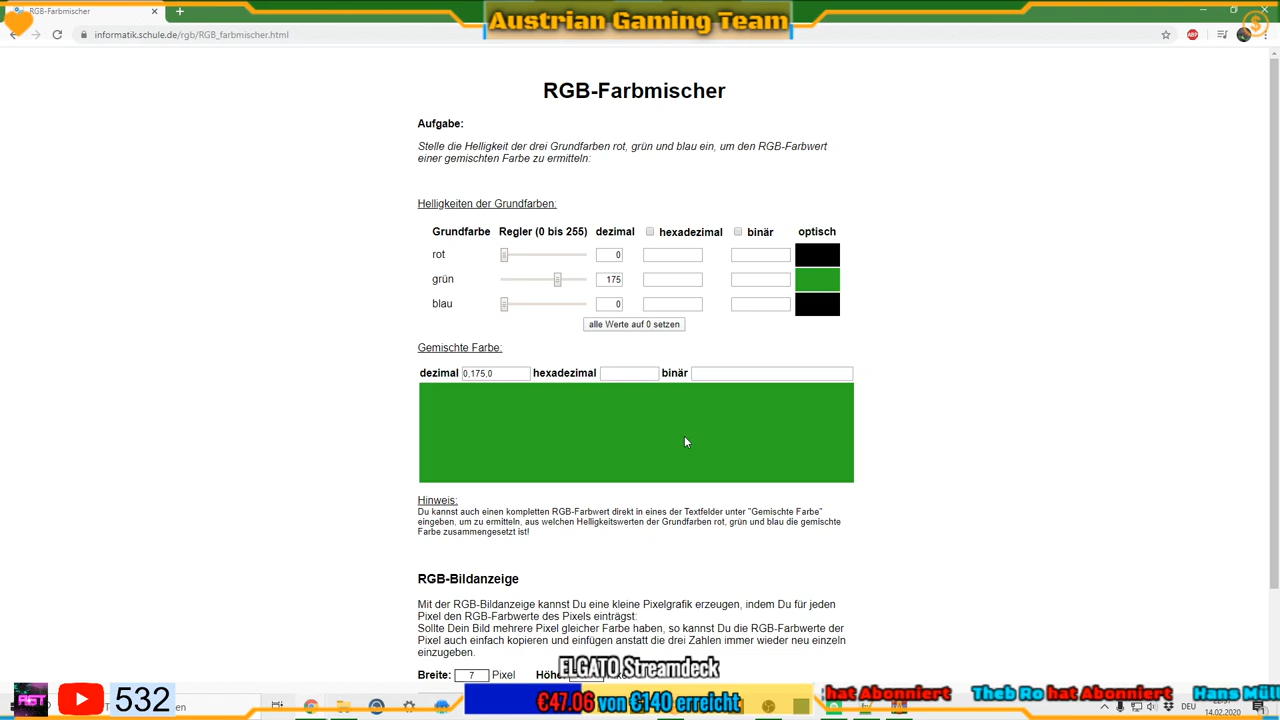 RGB-Farbmischer
Austrian Gaming Team
informatik.schule.de/rgb/RGB_farbmischer.html
ABP
RGB-Farbmischer
Aufgabe:
Stelle die Helligkeit der drei Grundfarben rot, grün und blau ein, um den RGB-Farbwert
einer gemischten Farbe zu ermitteln:
Helligkeiten der Grundfarben:
Grundfarbe Regler (0 bis 255) dezimal hexadezimal binär optisch
rot 0
grün 175
blau 0
alle Werte auf 0 setzen
Gemischte Farbe:
dezimal 0,175,0 hexadezimal binär
Hinweis:
Du kannst auch einen kompletten RGB-Farbwert direkt in eines der Textfelder unter "Gemischte Farbe"
eingeben, um zu ermitteln, aus welchen Helligkeitswerten der Grundfarben rot, grün und blau die gemischte
Farbe zusammengesetzt ist!
RGB-Bildanzeige
Mit der RGB-Bildanzeige kannst Du eine kleine Pixelgrafik erzeugen, indem Du für jeden
Pixel den RGB-Farbwerte des Pixels einträgst:
Sollte Dein Bild mehrere Pixel gleicher Farbe haben, so kannst Du die RGB-Farbwerte der
Pixel auch einfach kopieren und einfügen anstatt die drei Zahlen immer wieder neu einzeln
einzugeben.
Breite: 7 Pixel Höhe
ELGATO Streamdeck
532
€47.06 von €140 erreicht
hat Abonniert Theb Ro hat Abonniert Hans Müll
DEU
14.02.2020